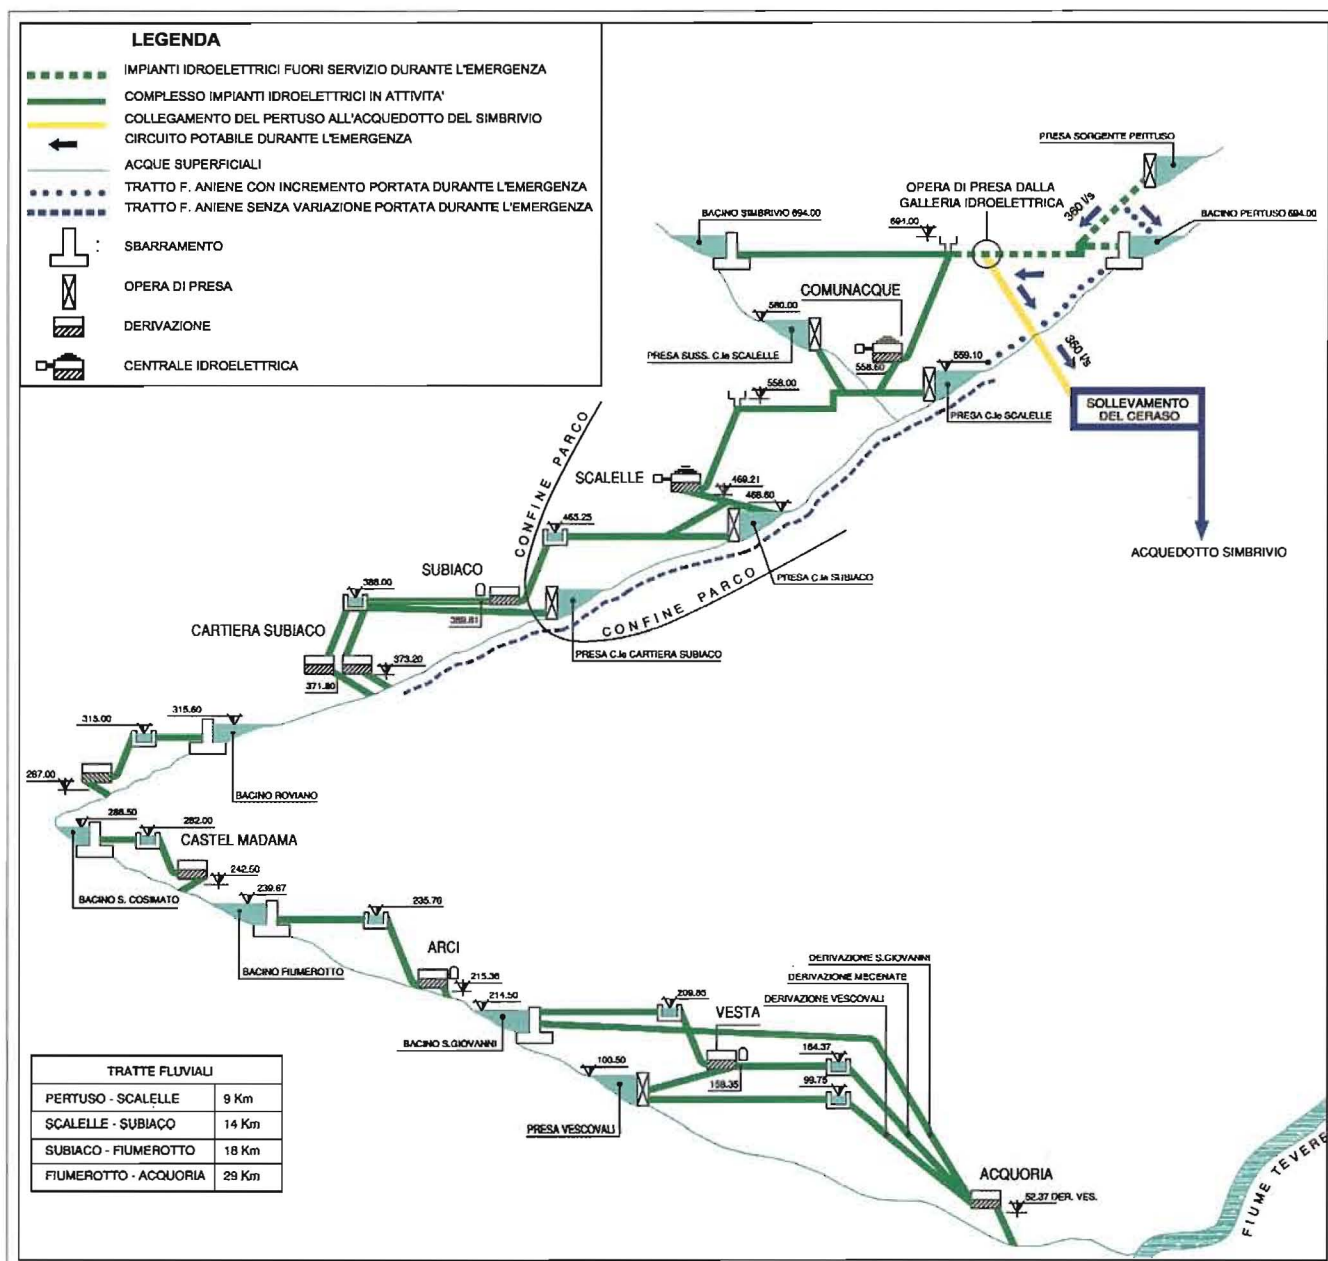 LEGENDA
IMPIANTI IDROELETTRICI FUORI SERVIZIO DURANTE L'EMERGENZA
COMPLESSO IMPIANTI IDROELETTRICI IN ATTIVITA'
COLLEGAMENTO DEL PERTUSO ALL'ACQUEDOTTO DEL SIMBRIVIO
CIRCUITO POTABILE DURANTE L'EMERGENZA
ACQUE SUPERFICIALI
TRATTO F. ANIENE CON INCREMENTO PORTATA DURANTE L'EMERGENZA
TRATTO F. ANIENE SENZA VARIAZIONE PORTATA DURANTE L'EMERGENZA
: SBARRAMENTO
OPERA DI PRESA
DERIVAZIONE
CENTRALE IDROELETTRICA
PRESA SORGENTE PERTUSO
OPERA DI PRESA DALLA
GALLERIA IDROELETTRICA
360 l/s
BACINO SIMBRIVIO 694.00
691.00
BACINO PERTUSO 694.00
COMUNACQUE
560.00
PRESA SUSS. C.le SCALELLE
558.60
559.10
360 l/s
558.00
PRESA C.le SCALELLE
SOLLEVAMENTO
DEL CERASO
CONFINE PARCO
SCALELLE
469.21
468.60
ACQUEDOTTO SIMBRIVIO
465.25
SUBIACO
PRESA C.le SUBIACO
388.00
389.81
CONFINE PARCO
CARTIERA SUBIACO
PRESA C.le CARTIERA SUBIACO
373.20
371.80
315.00
315.60
267.00
BACINO ROVIANO
286.50
282.00
CASTEL MADAMA
242.50
BACINO S. COSIMATO
239.67
235.76
ARCI
BACINO FIUMEROTTO
215.36
214.50
DERIVAZIONE S.GIOVANNI
DERIVAZIONE MECENATE
DERIVAZIONE VESCOVALI
209.85
VESTA
BACINO S.GIOVANNI
164.37
100.50
158.35
99.75
PRESA VESCOVALI
TRATTE FLUVIALI
PERTUSO - SCALELLE 9 Km
SCALELLE - SUBIACO 14 Km
SUBIACO - FIUMEROTTO 18 Km
FIUMEROTTO - ACQUORIA 29 Km
ACQUORIA
52.37 DER. VES.
FIUME TEVERE